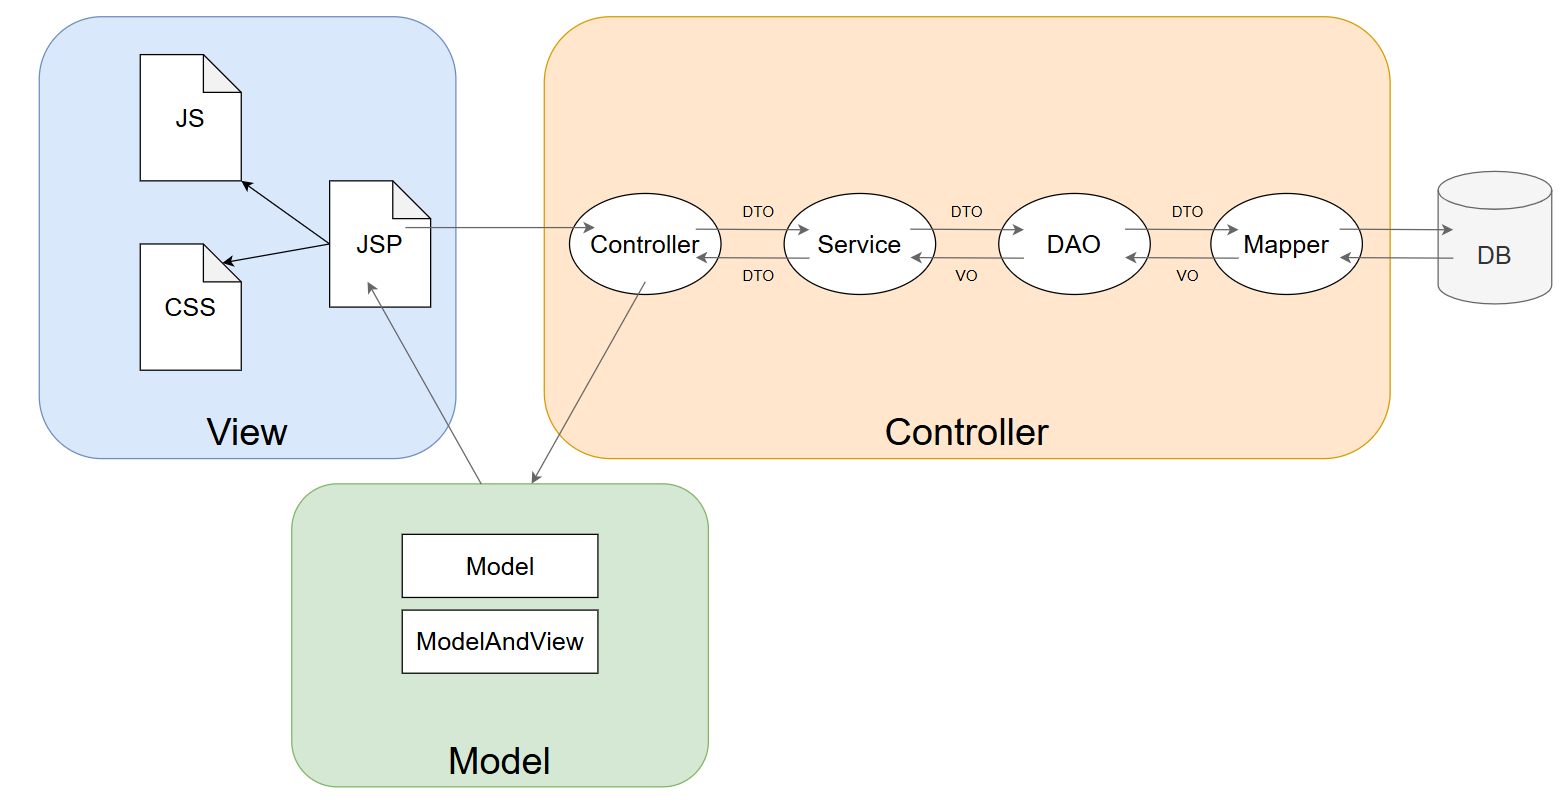 JS
JSP
CSS
View
Controller
DTO
DTO
Service
DTO
VO
DAO
DTO
VO
Mapper
DB
Controller
Model
ModelAndView
Model